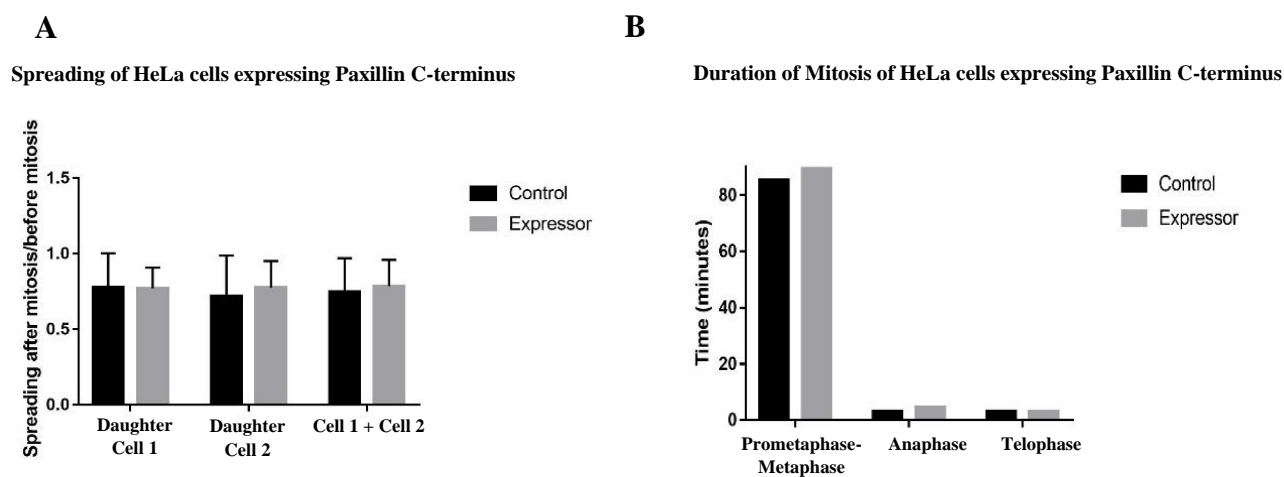 A
Spreading of HeLa cells expressing Paxillin C-terminus
Spreading after mitosis/before mitosis
1.5
1.0
0.5
0.0
Daughter
Cell 1
Daughter
Cell 2
Cell 1 + Cell 2
Control
Expressor
B
Duration of Mitosis of HeLa cells expressing Paxillin C-terminus
Time (minutes)
80
60
40
20
0
Prometaphase-
Metaphase
Anaphase
Telophase
Control
Expressor